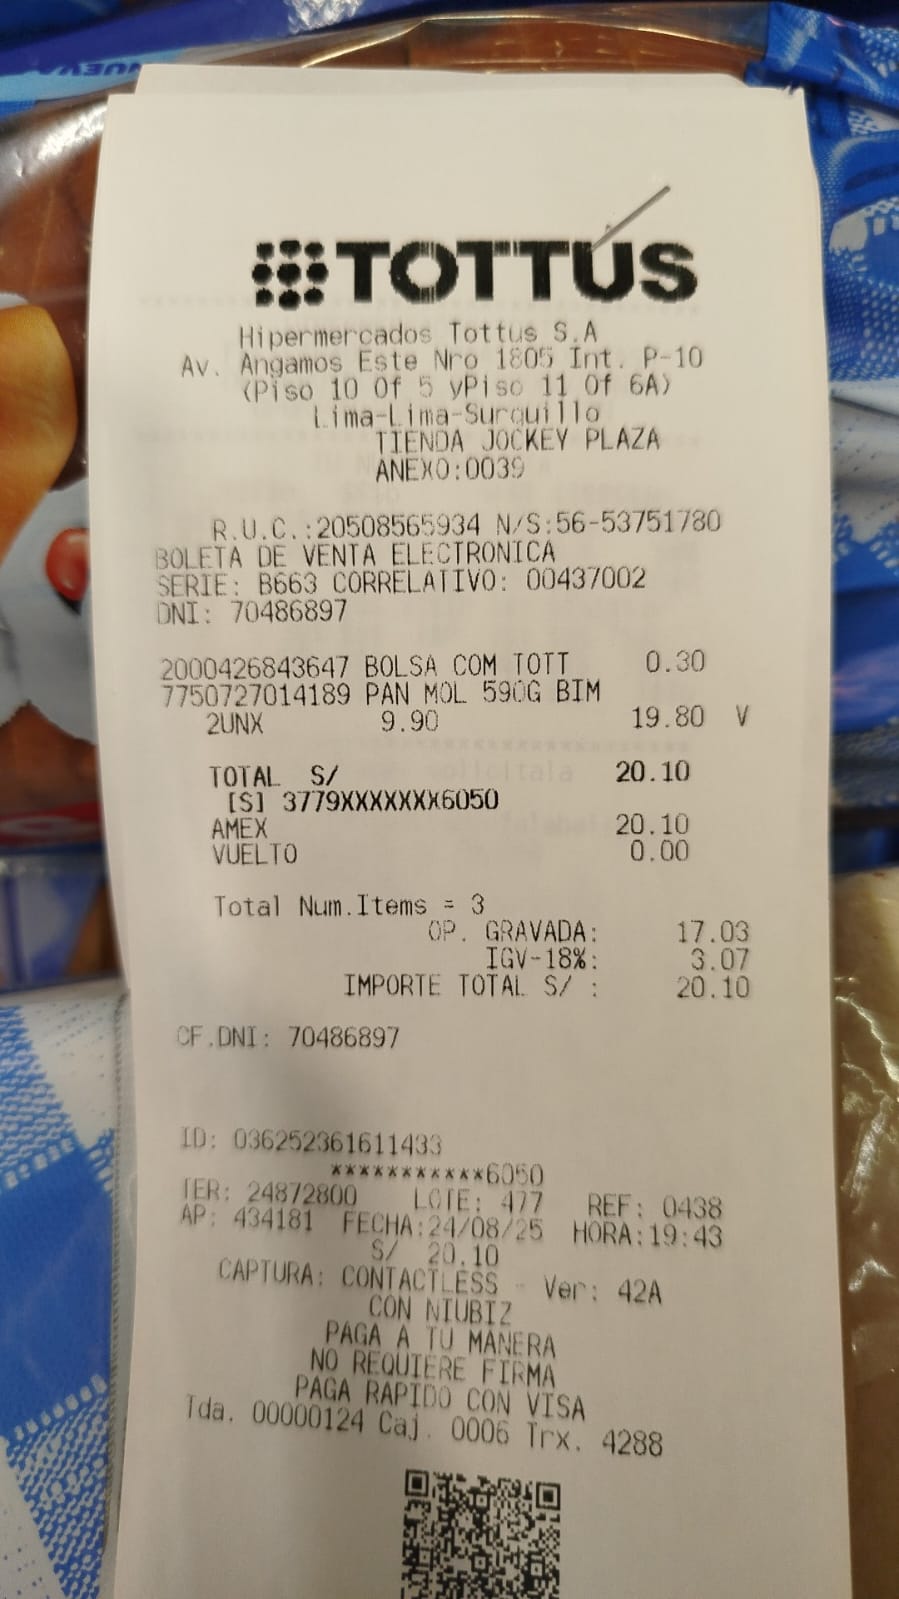 NUEVA
TOTTUS
Hipermercados Tottus S.A
Av. Angamos Este Nro 1805 Int. P-10
(Piso 10 Of 5 yPiso 11 Of 6A)
Lima-Lima-Surquillo
TIENDA JOCKEY PLAZA
ANEXO:0039
R.U.C.:20508565934 N/S:56-53751780
BOLETA DE VENTA ELECTRONICA
SERIE: B663 CORRELATIVO: 00437002
DNI: 70486897
2000426843647 BOLSA COM TOTT 0.30
7750727014189 PAN MOL 590G BIM
2UNX 9.90 19.80 V
TOTAL S/ 20.10
[S] 3779XXXXXXX6050
AMEX 20.10
VUELTO 0.00
Total Num.Items = 3
OP. GRAVADA: 17.03
IGV-18%: 3.07
IMPORTE TOTAL S/ : 20.10
CF.DNI: 70486897
ID: 036252361611433
***********6050
TER: 24872800 LOTE: 477 REF: 0438
AP: 434181 FECHA:24/08/25 HORA:19:43
S/ 20.10
CAPTURA: CONTACTLESS - Ver: 42A
CON NIUBIZ
PAGA A TU MANERA
NO REQUIERE FIRMA
PAGA RAPIDO CON VISA
Tda. 00000124 Caj. 0006 Trx. 4288